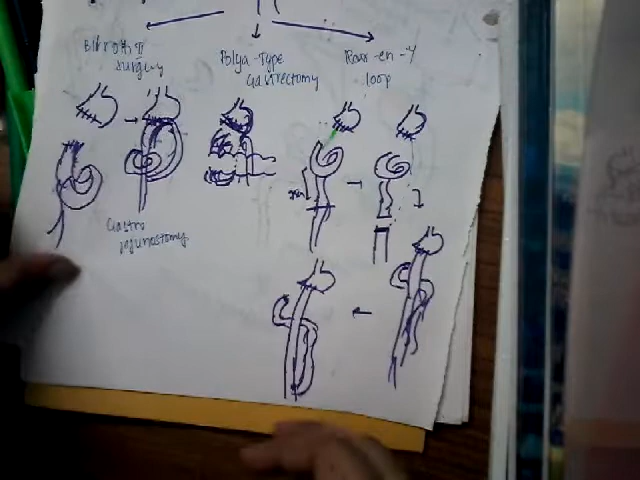 Billroth II
surgery
Polya-Type
Gastrectomy
Roux-en-Y
loop
Gastro
jejunostomy